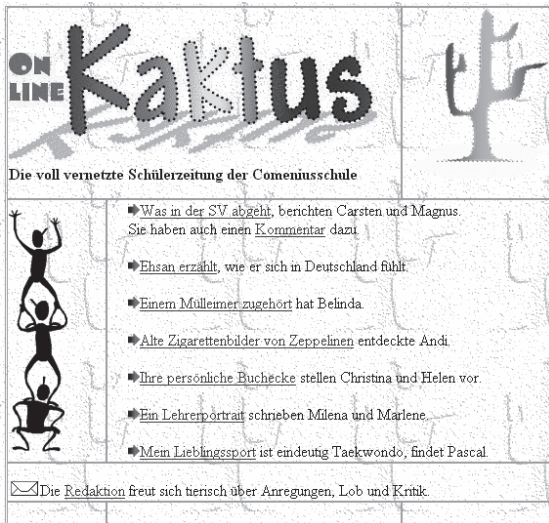 ON LINE Kaktus
Die voll vernetzte Schülerzeitung der Comeniusschule
Was in der SV abgeht, berichten Carsten und Magnus.
Sie haben auch einen Kommentar dazu.
Ehsan erzählt, wie er sich in Deutschland fühlt.
Einem Mülleimer zugehört hat Belinda.
Alte Zigarettenbilder von Zeppelinen entdeckte Andi.
Ihre persönliche Buchecke stellen Christina und Helen vor.
Ein Lehrerportrait schrieben Milena und Marlene.
Mein Lieblingssport ist eindeutig Taekwondo, findet Pascal.
Die Redaktion freut sich tierisch über Anregungen, Lob und Kritik.